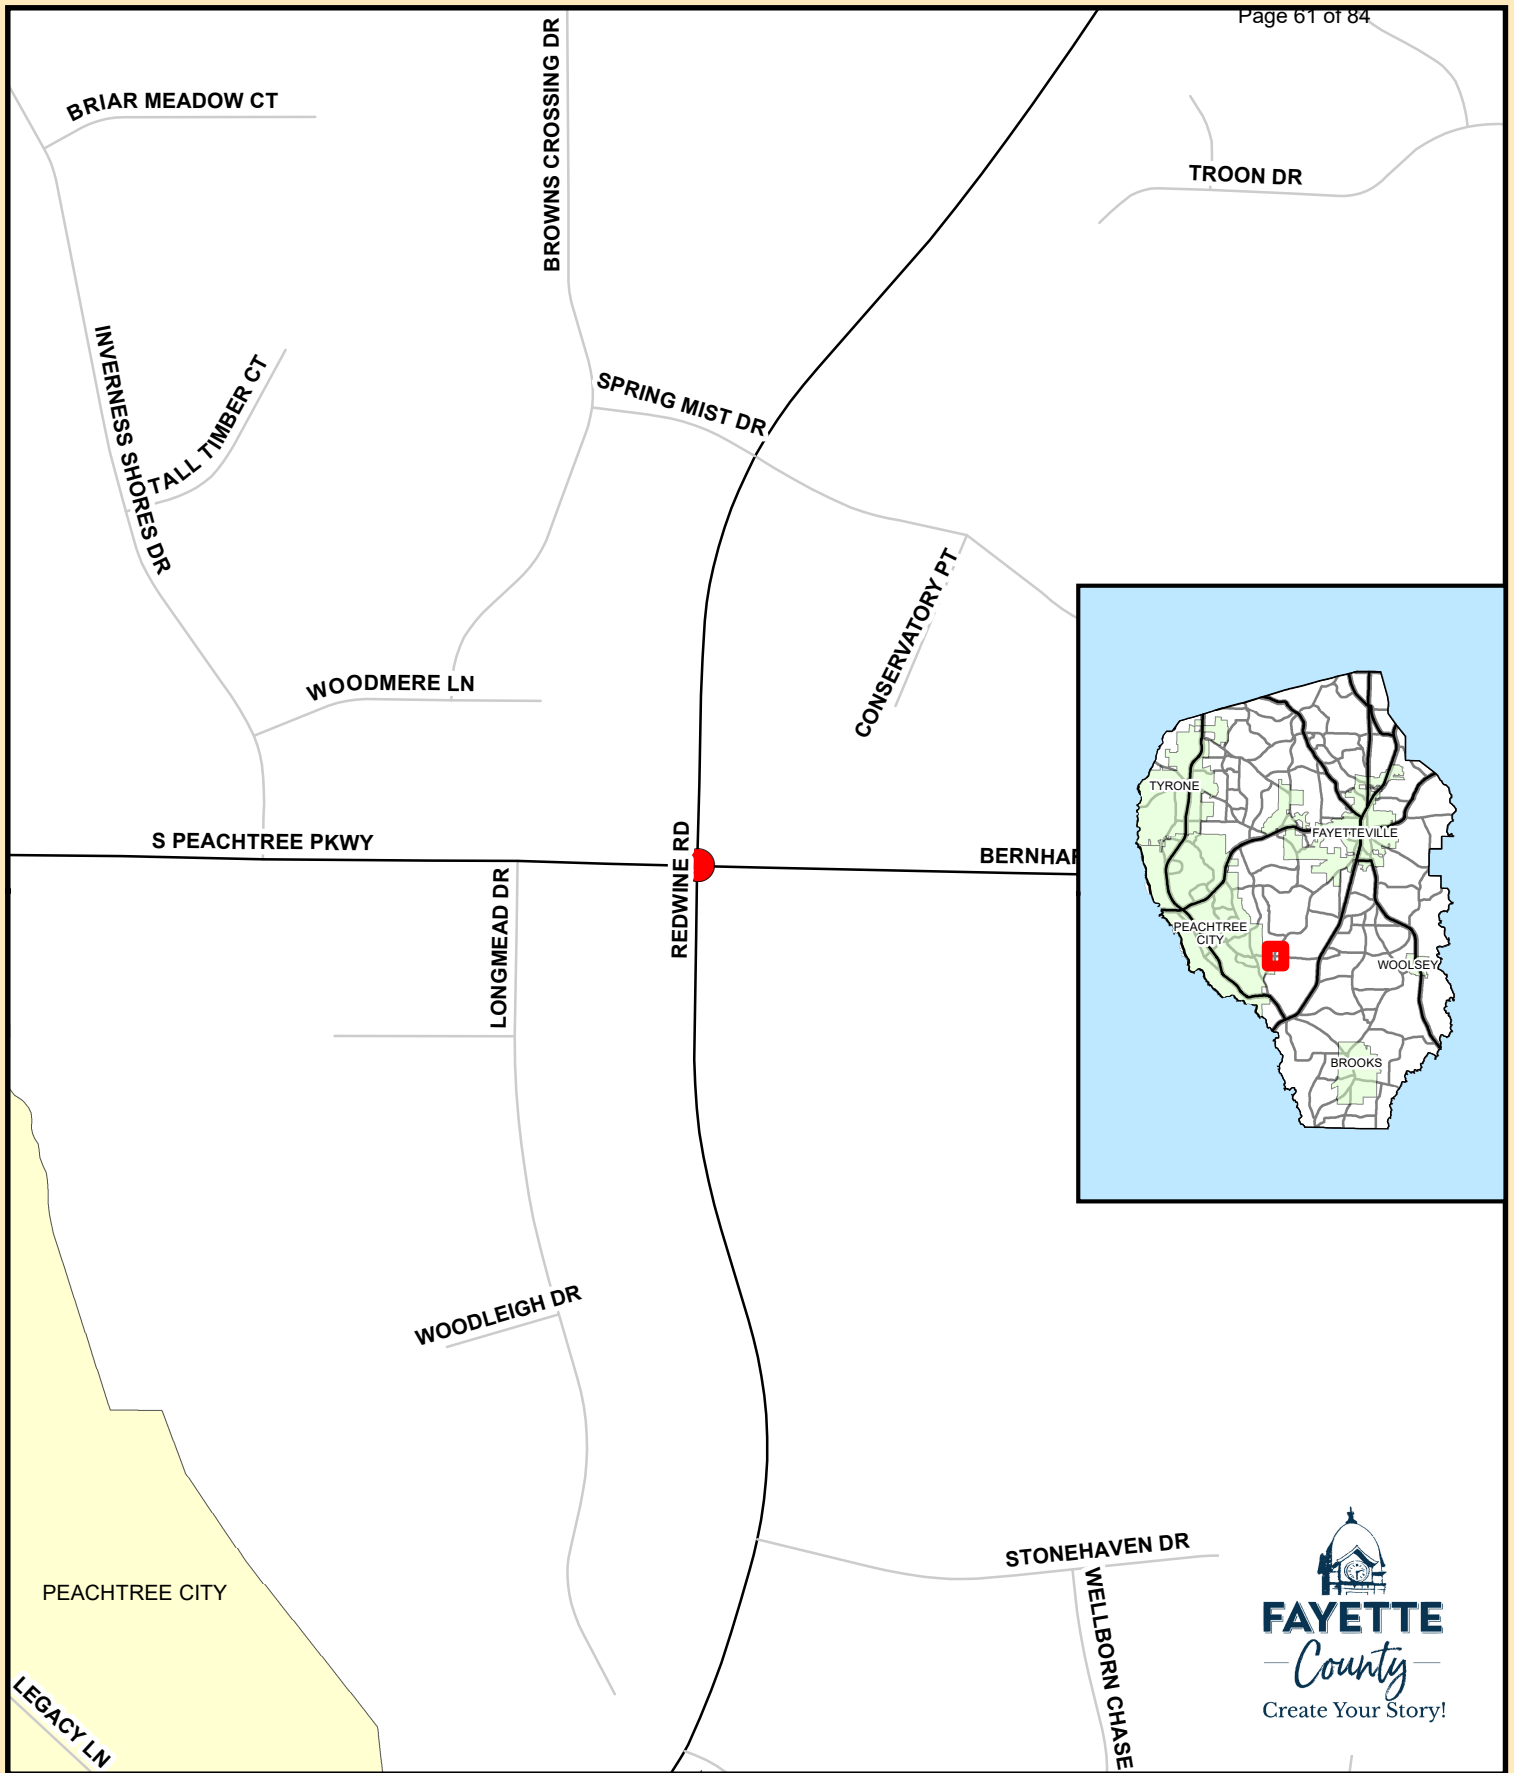 Page 61 of 84
BRIAR MEADOW CT
BROWNS CROSSING DR
TROON DR
INVERNESS SHORES DR
TALL TIMBER CT
SPRING MIST DR
CONSERVATORY PT
WOODMERE LN
S PEACHTREE PKWY
REDWINE RD
BERNHAR
LONGMEAD DR
TYRONE
FAYETTEVILLE
PEACHTREE
CITY
WOOLSEY
BROOKS
WOODLEIGH DR
STONEHAVEN DR
WELLBORN CHASE
PEACHTREE CITY
LEGACY LN
FAYETTE
County
Create Your Story!